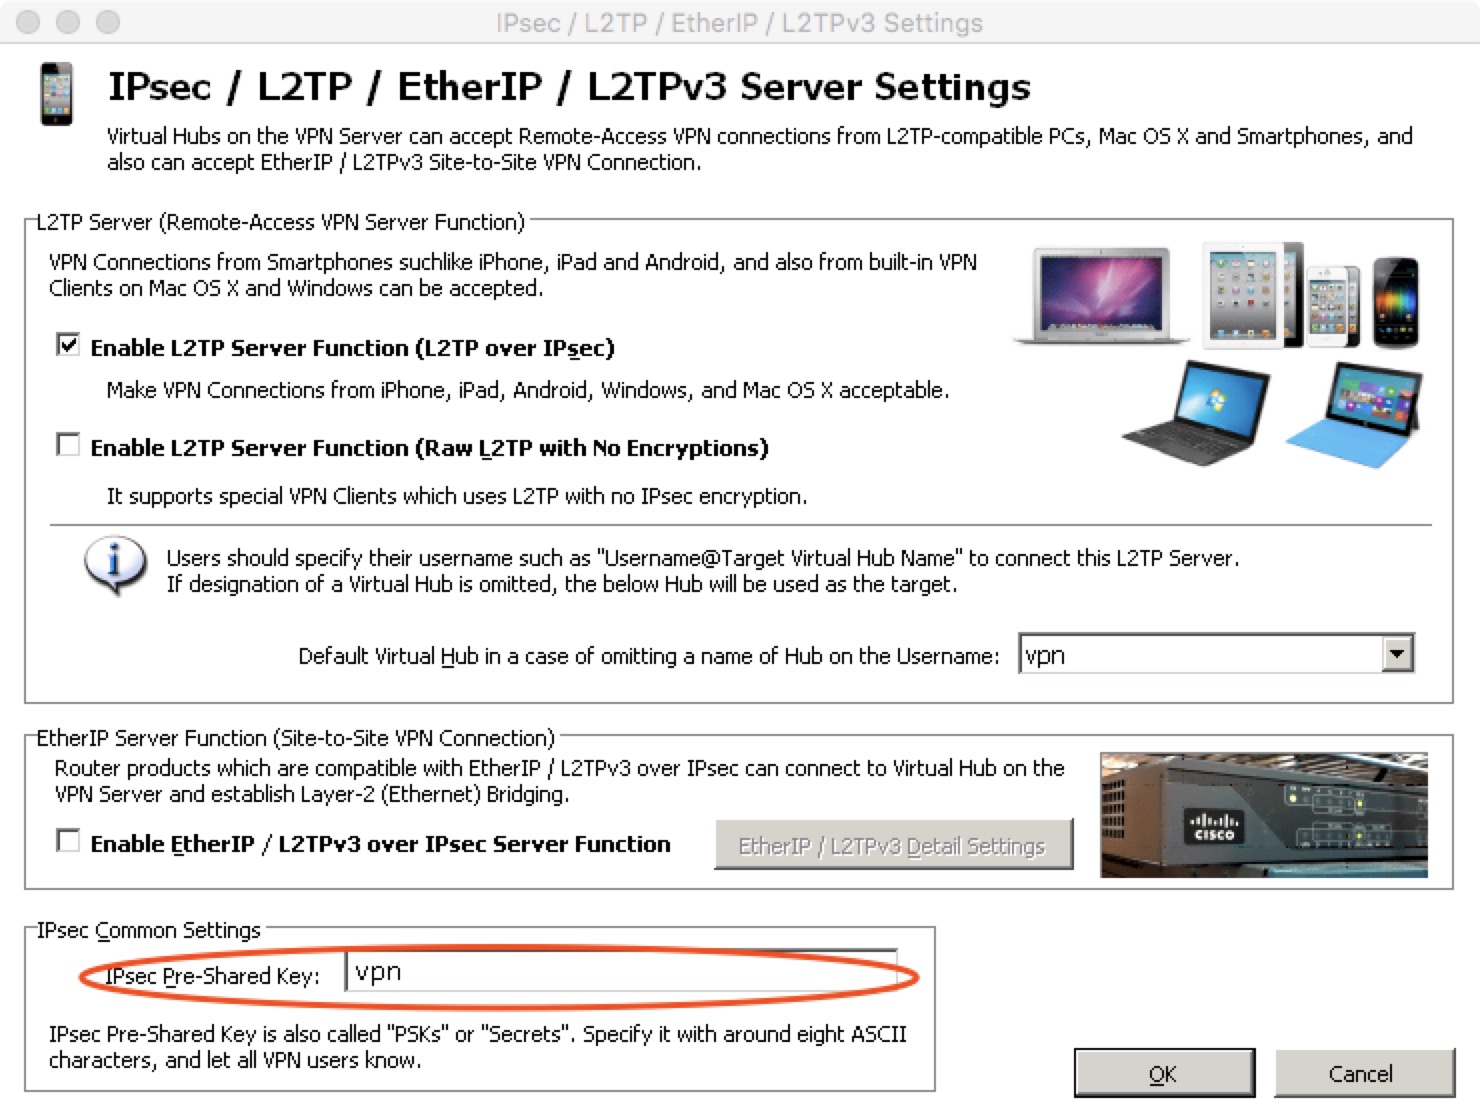 IPsec / L2TP / EtherIP / L2TPv3 Settings
IPsec / L2TP / EtherIP / L2TPv3 Server Settings
Virtual Hubs on the VPN Server can accept Remote-Access VPN connections from L2TP-compatible PCs, Mac OS X and Smartphones, and
also can accept EtherIP / L2TPv3 Site-to-Site VPN Connection.
L2TP Server (Remote-Access VPN Server Function)
VPN Connections from Smartphones suchlike iPhone, iPad and Android, and also from built-in VPN
Clients on Mac OS X and Windows can be accepted.
Enable L2TP Server Function (L2TP over IPsec)
Make VPN Connections from iPhone, iPad, Android, Windows, and Mac OS X acceptable.
Enable L2TP Server Function (Raw L2TP with No Encryptions)
It supports special VPN Clients which uses L2TP with no IPsec encryption.
Users should specify their username such as "Username@Target Virtual Hub Name" to connect this L2TP Server.
If designation of a Virtual Hub is omitted, the below Hub will be used as the target.
Default Virtual Hub in a case of omitting a name of Hub on the Username: vpn
EtherIP Server Function (Site-to-Site VPN Connection)
Router products which are compatible with EtherIP / L2TPv3 over IPsec can connect to Virtual Hub on the
VPN Server and establish Layer-2 (Ethernet) Bridging.
Enable EtherIP / L2TPv3 over IPsec Server Function EtherIP / L2TPv3 Detail Settings
CISCO
IPsec Common Settings
IPsec Pre-Shared Key: vpn
IPsec Pre-Shared Key is also called "PSKs" or "Secrets". Specify it with around eight ASCII
characters, and let all VPN users know.
OK Cancel